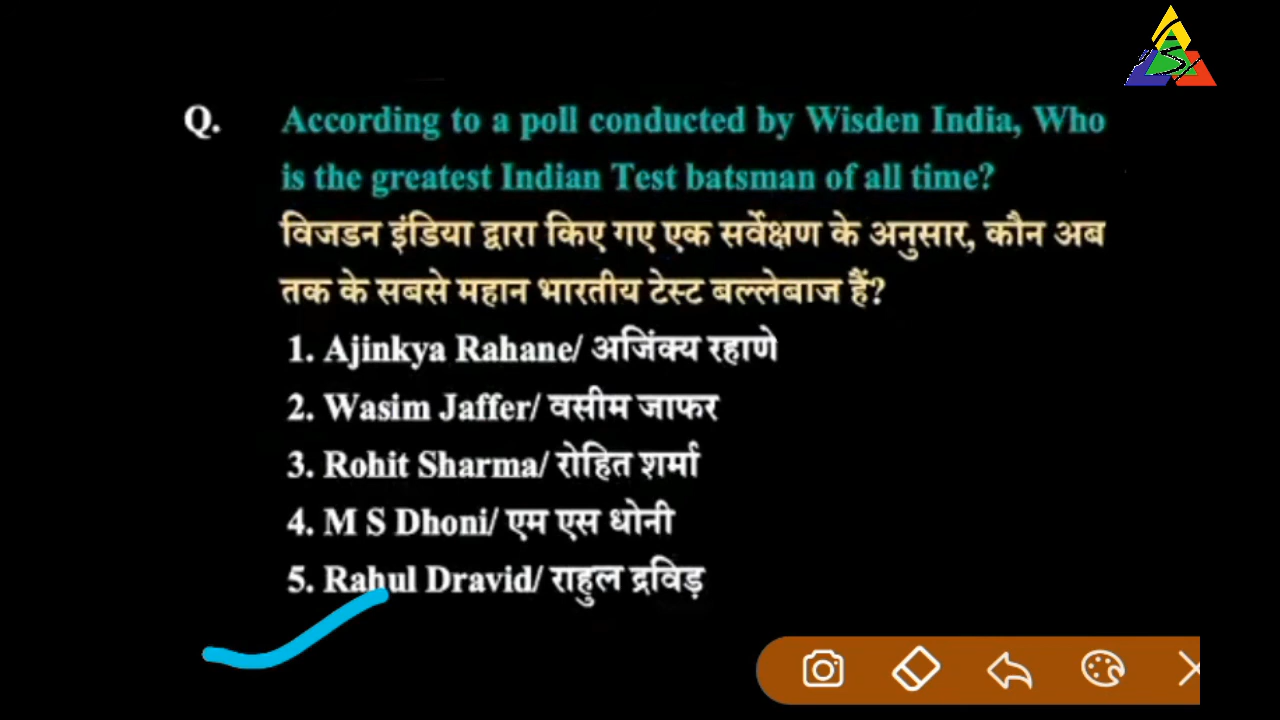 Q. According to a poll conducted by Wisden India, Who
is the greatest Indian Test batsman of all time?
विजडन इंडिया द्वारा किए गए एक सर्वेक्षण के अनुसार, कौन अब
तक के सबसे महान भारतीय टेस्ट बल्लेबाज हैं?
1. Ajinkya Rahane/ अजिंक्य रहाणे
2. Wasim Jaffer/ वसीम जाफर
3. Rohit Sharma/ रोहित शर्मा
4. M S Dhoni/ एम एस धोनी
5. Rahul Dravid/ राहुल द्रविड़